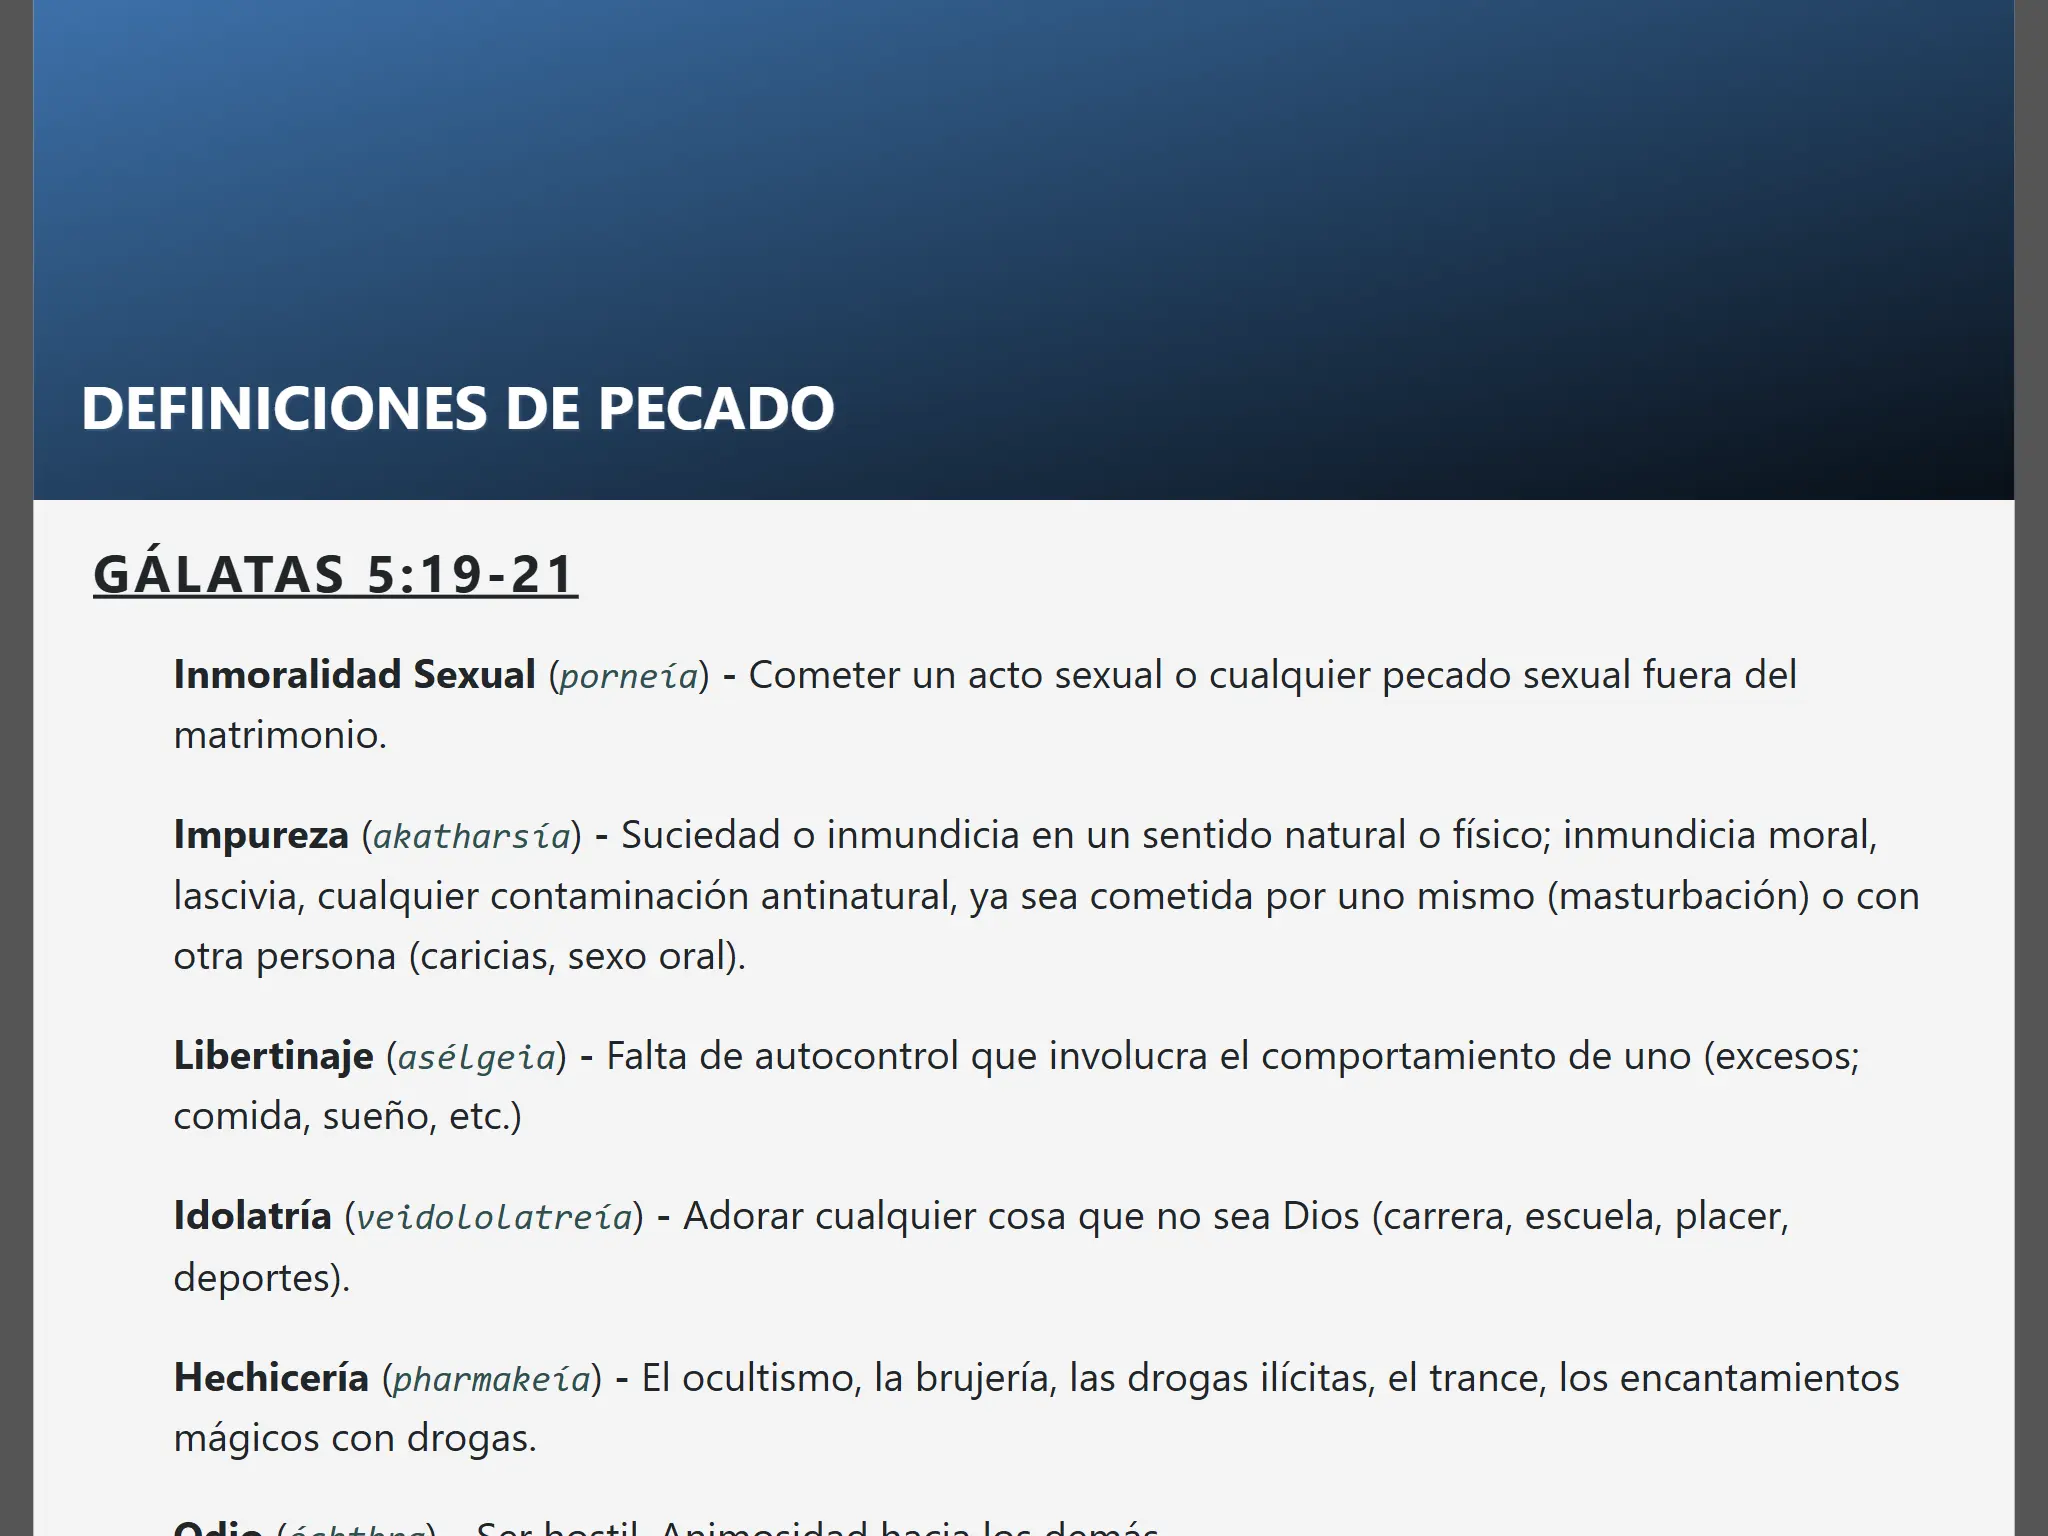 DEFINICIONES DE PECADO
GÁLATAS 5:19-21
Inmoralidad Sexual (porneía) - Cometer un acto sexual o cualquier pecado sexual fuera del
matrimonio.
Impureza (akatharsía) - Suciedad o inmundicia en un sentido natural o físico; inmundicia moral,
lascivia, cualquier contaminación antinatural, ya sea cometida por uno mismo (masturbación) o con
otra persona (caricias, sexo oral).
Libertinaje (asélgeia) - Falta de autocontrol que involucra el comportamiento de uno (excesos;
comida, sueño, etc.)
Idolatría (veidololatreía) - Adorar cualquier cosa que no sea Dios (carrera, escuela, placer,
deportes).
Hechicería (pharmakeía) - El ocultismo, la brujería, las drogas ilícitas, el trance, los encantamientos
mágicos con drogas.
Odio (échthra) - Ser hostil. Animosidad hacia los demás.